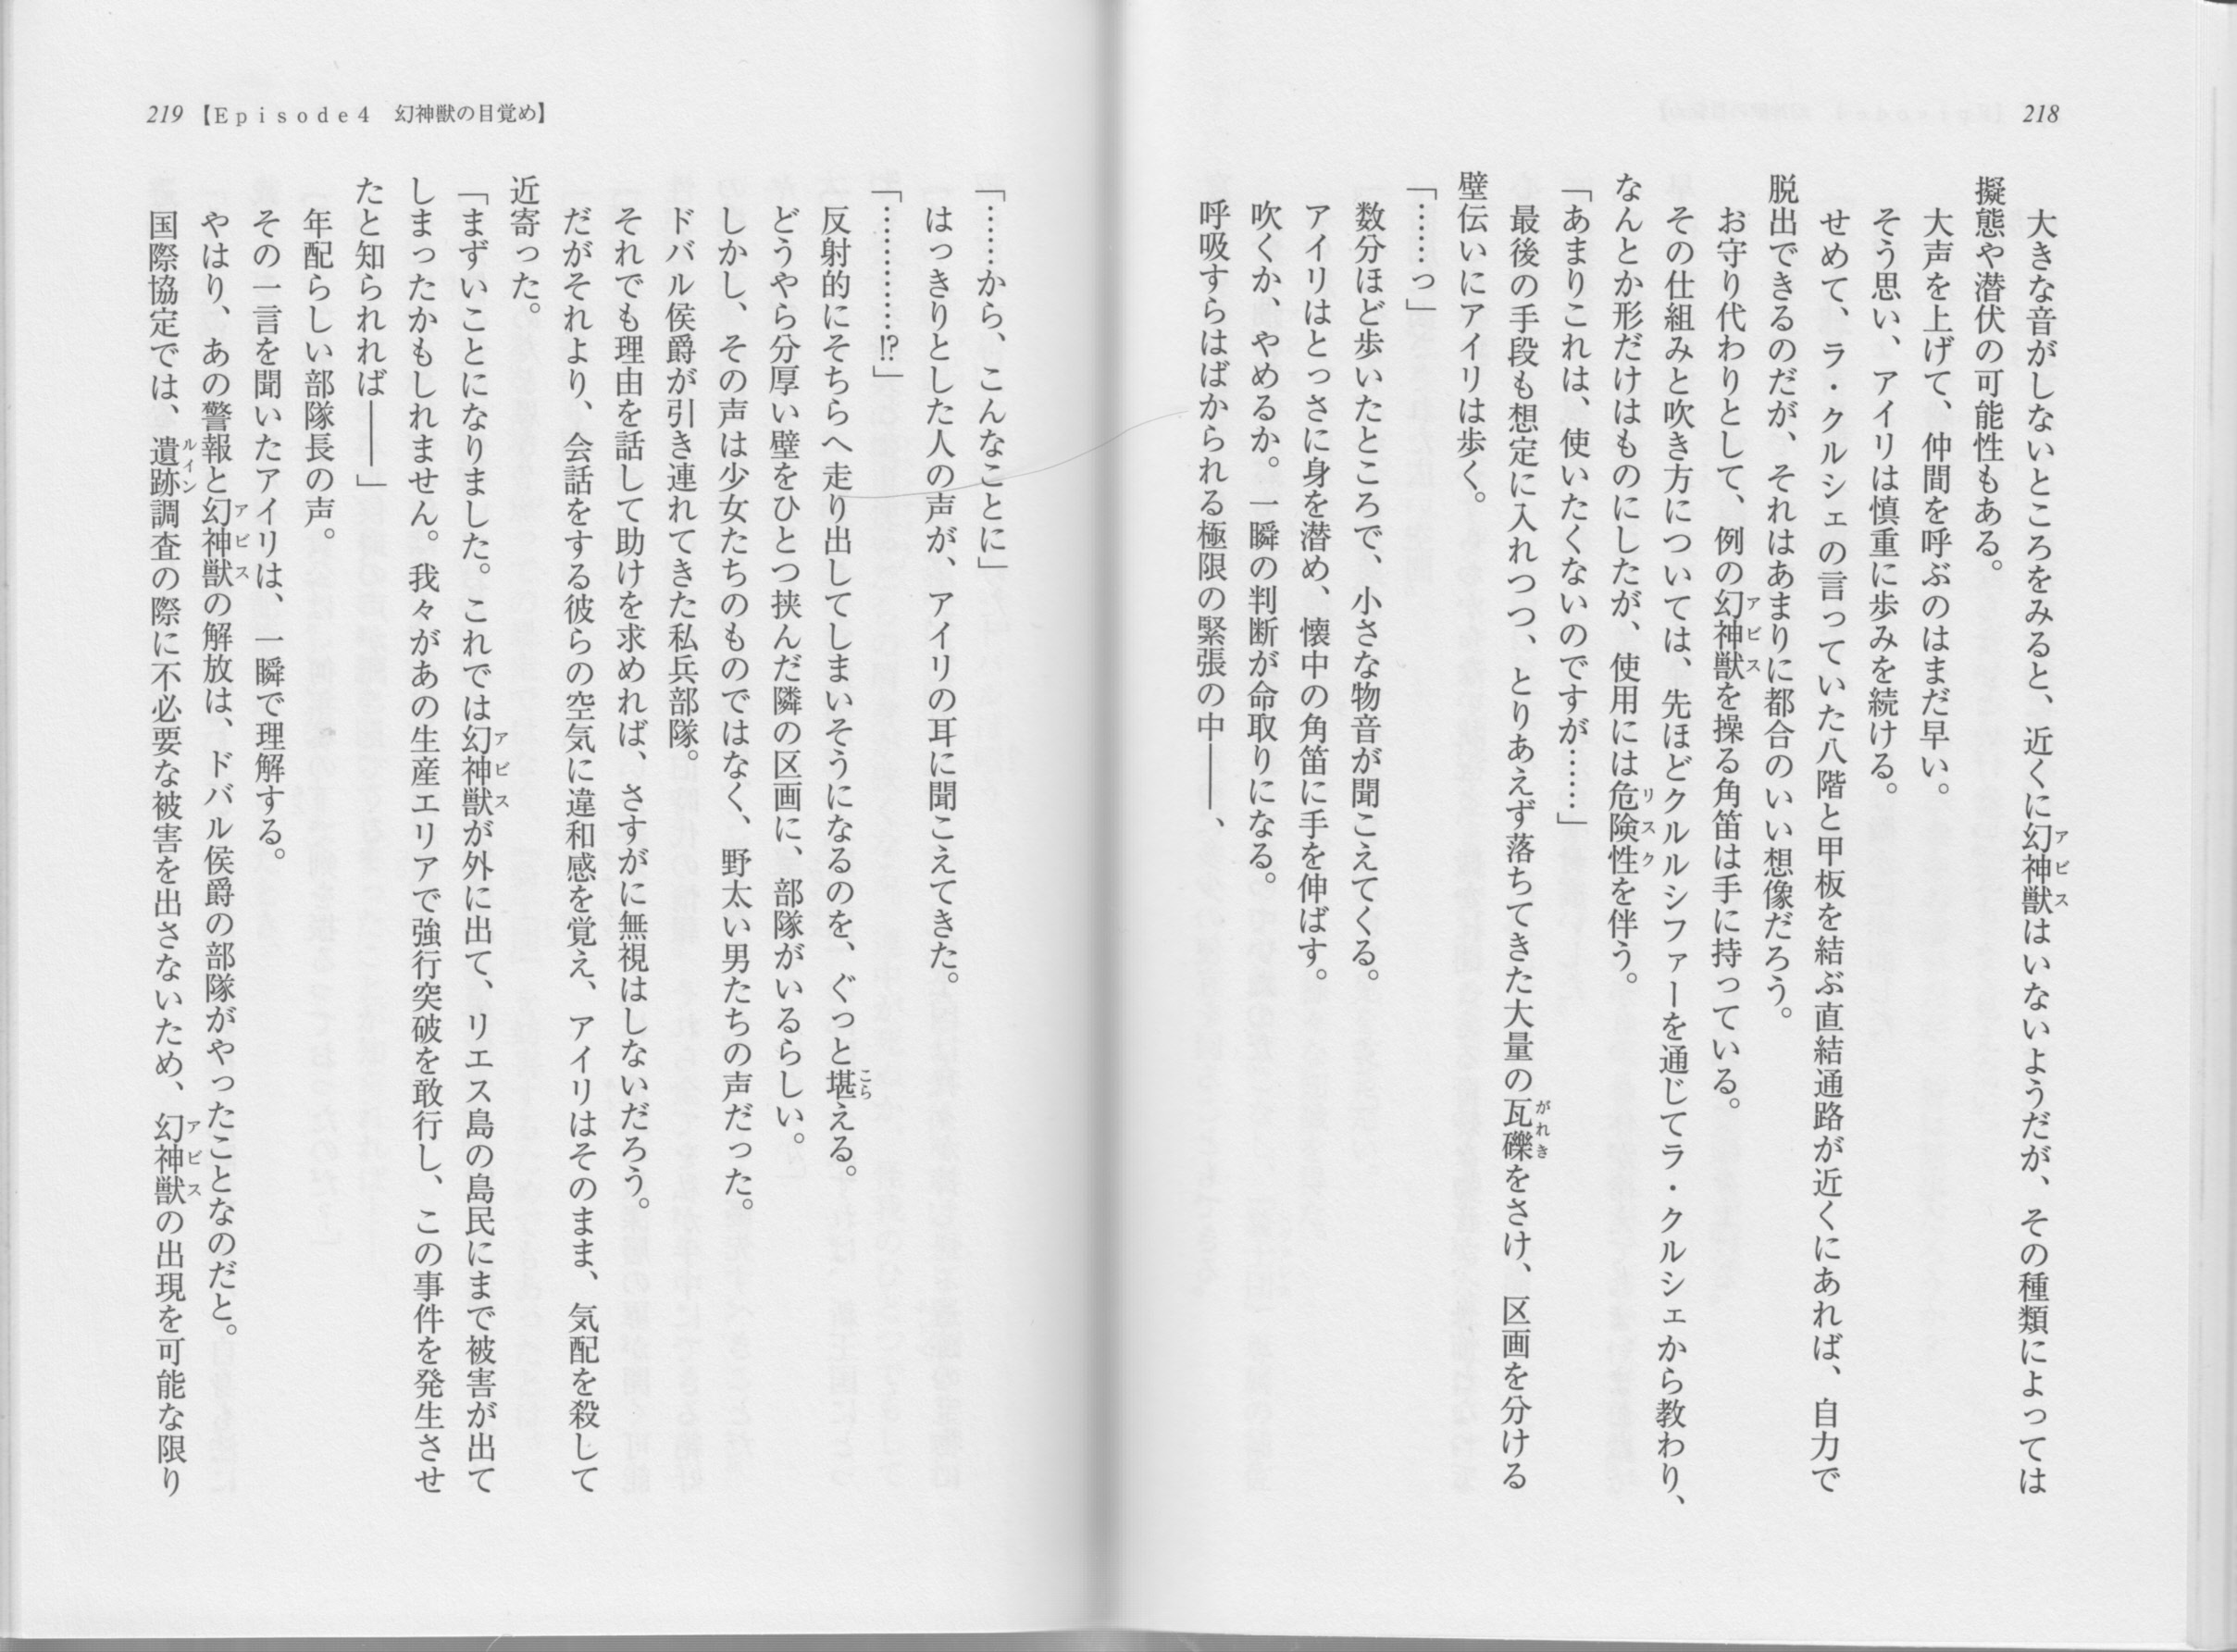 218
大きな音がしないところをみると、近くに幻神獣はいないようだが、その種類によっては
アビス
擬態や潜伏の可能性もある。
大声を上げて、仲間を呼ぶのはまだ早い。
そう思い、アイリは慎重に歩みを続ける。
せめて、ラ・クルシェの言っていた八階と甲板を結ぶ直結通路が近くにあれば、自力で
脱出できるのだが、それはあまりに都合のいい想像だろう。
お守り代わりとして、例の幻神獣を操る角笛は手に持っている。
アビス
その仕組みと吹き方については、先ほどクルルシファーを通じてラ・クルシェから教わり、
なんとか形だけはものにしたが、使用には危険性を伴う。
リスク
「あまりこれは、使いたくないのですが……」
最後の手段も想定に入れつつ、とりあえず落ちてきた大量の瓦礫をさけ、区画を分ける
がれき
壁伝いにアイリは歩く。
「……っ」
数分ほど歩いたところで、小さな物音が聞こえてくる。
アイリはとっさに身を潜め、懐中の角笛に手を伸ばす。
吹くか、やめるか。一瞬の判断が命取りになる。
呼吸すらはばかられる極限の緊張の中――、
219【Episode4　幻神獣の目覚め】
「……から、こんなことに」
はっきりとした人の声が、アイリの耳に聞こえてきた。
「…………⁉」
反射的にそちらへ走り出してしまいそうになるのを、ぐっと堪える。
こら
どうやら分厚い壁をひとつ挟んだ隣の区画に、部隊がいるらしい。
しかし、その声は少女たちのものではなく、野太い男たちの声だった。
ドバル侯爵が引き連れてきた私兵部隊。
それでも理由を話して助けを求めれば、さすがに無視はしないだろう。
だがそれより、会話をする彼らの空気に違和感を覚え、アイリはそのまま、気配を殺して
近寄った。
「まずいことになりました。これでは幻神獣が外に出て、リエス島の島民にまで被害が出て
アビス
しまったかもしれません。我々があの生産エリアで強行突破を敢行し、この事件を発生させ
たと知られれば――」
年配らしい部隊長の声。
その一言を聞いたアイリは、一瞬で理解する。
やはり、あの警報と幻神獣の解放は、ドバル侯爵の部隊がやったことなのだと。
アビス
国際協定では、遺跡調査の際に不必要な被害を出さないため、幻神獣の出現を可能な限り
ルイン
アビス